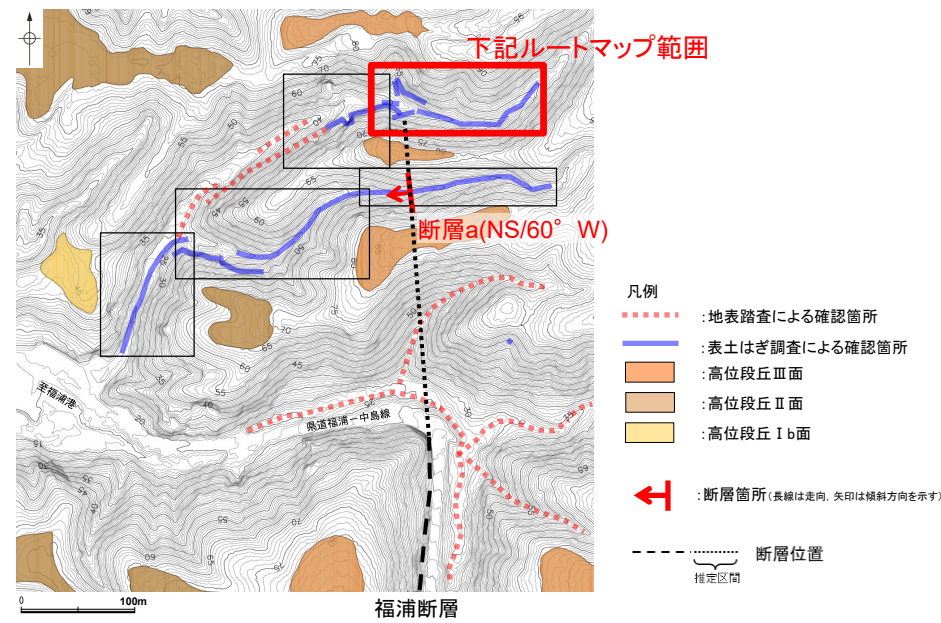 下記ルートマップ範囲
断層a(NS/60°W)
至福浦港
県道福浦－中島線
0 100m
福浦断層
凡例
:地表踏査による確認箇所
:表土はぎ調査による確認箇所
:高位段丘Ⅲ面
:高位段丘Ⅱ面
:高位段丘Ⅰb面
:断層箇所(長線は走向，矢印は傾斜方向を示す)
断層位置
推定区間